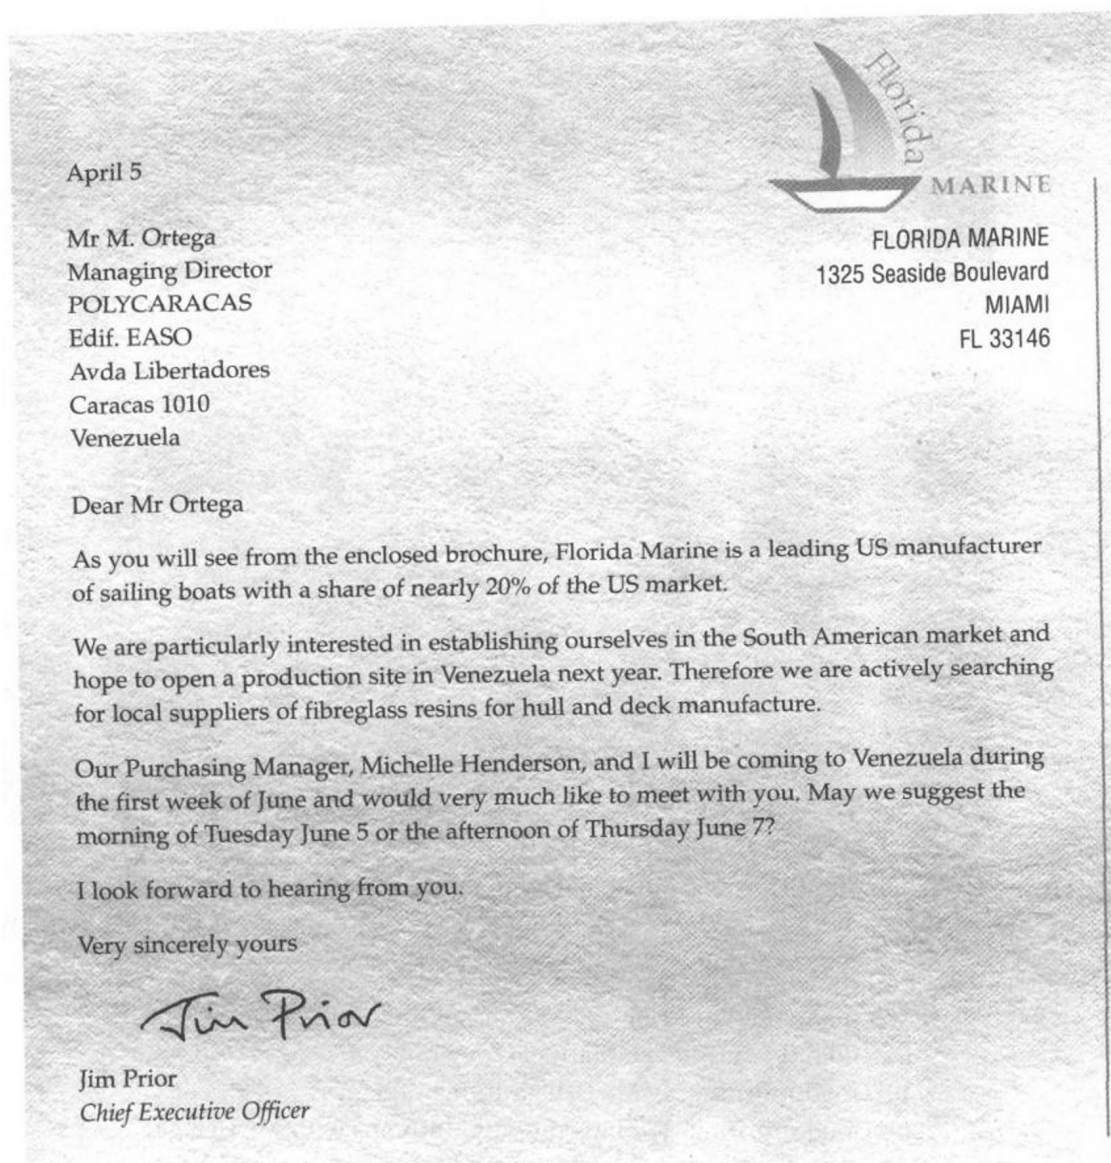 Florida
MARINE
April 5
FLORIDA MARINE
1325 Seaside Boulevard
MIAMI
FL 33146
Mr M. Ortega
Managing Director
POLYCARACAS
Edif. EASO
Avda Libertadores
Caracas 1010
Venezuela
Dear Mr Ortega
As you will see from the enclosed brochure, Florida Marine is a leading US manufacturer
of sailing boats with a share of nearly 20% of the US market.
We are particularly interested in establishing ourselves in the South American market and
hope to open a production site in Venezuela next year. Therefore we are actively searching
for local suppliers of fibreglass resins for hull and deck manufacture.
Our Purchasing Manager, Michelle Henderson, and I will be coming to Venezuela during
the first week of June and would very much like to meet with you. May we suggest the
morning of Tuesday June 5 or the afternoon of Thursday June 7?
I look forward to hearing from you.
Very sincerely yours
Jim Prior
Jim Prior
Chief Executive Officer